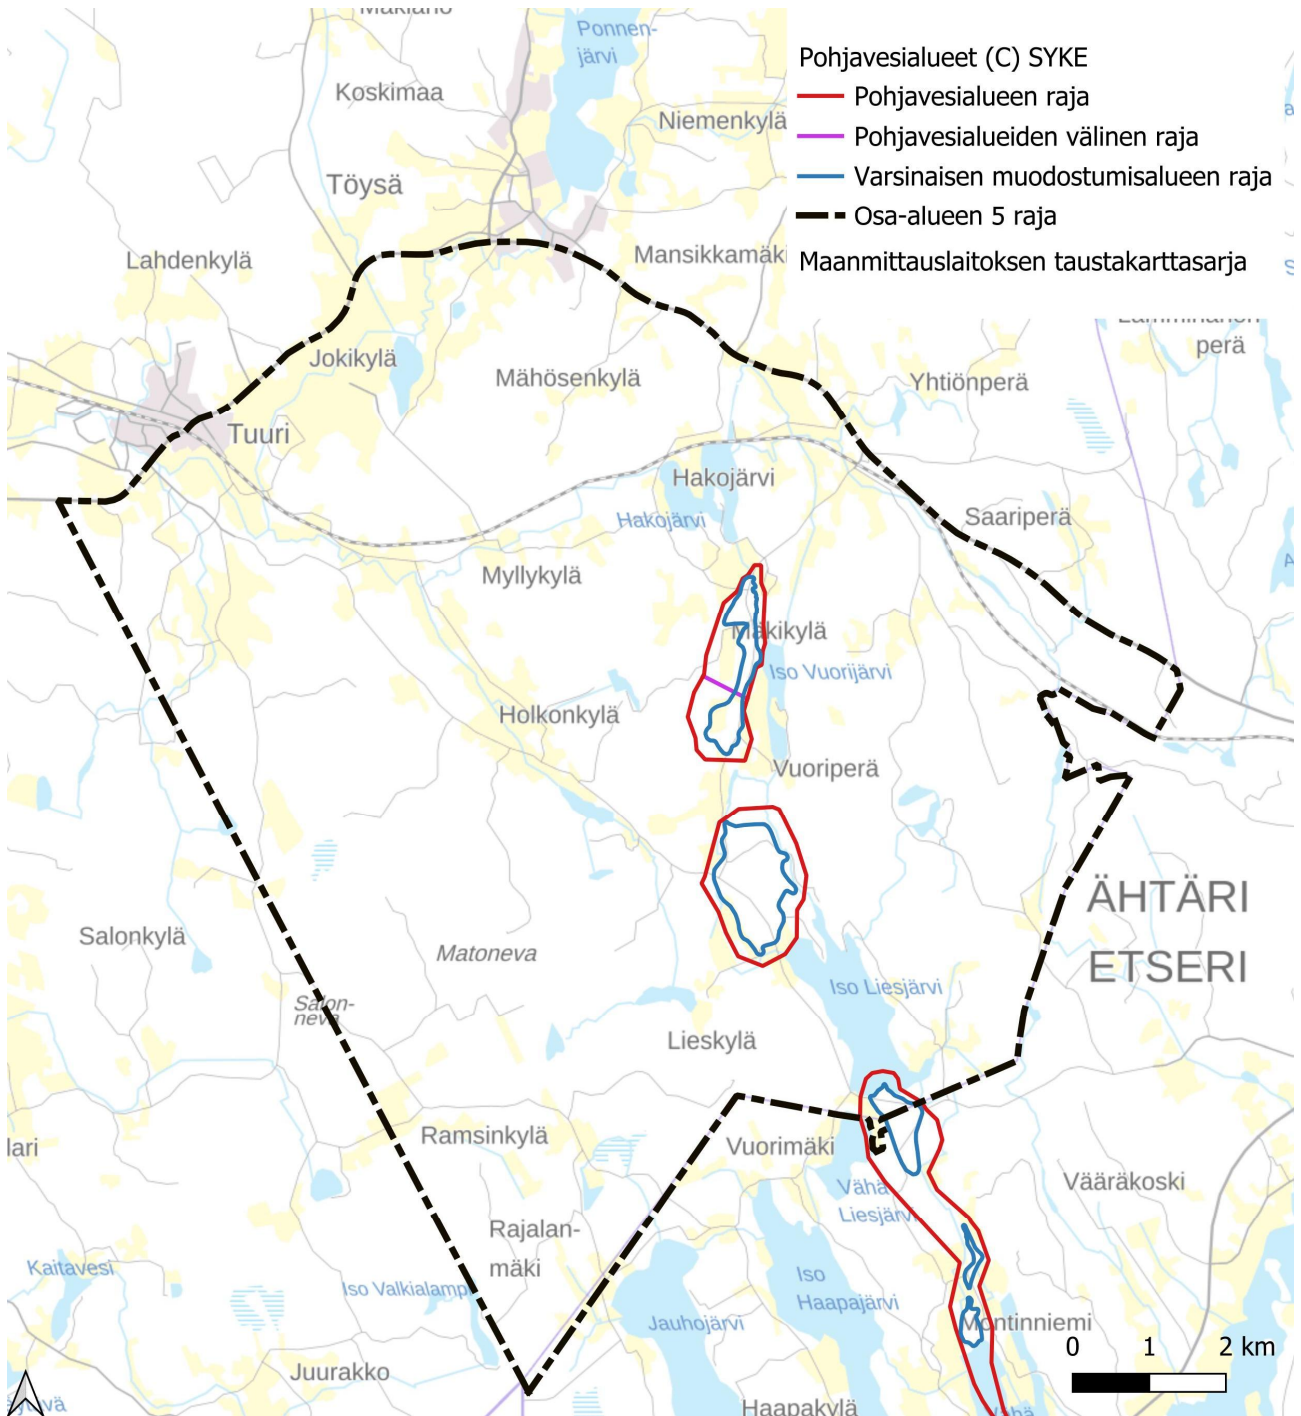 Ponnen-
järvi
Koskimaa
Niemenkylä
Töysä
Lahdenkylä
Mansikkamäki
Pohjavesialueet (C) SYKE
Pohjavesialueen raja
Pohjavesialueiden välinen raja
Varsinaisen muodostumisalueen raja
Osa-alueen 5 raja
Maanmittauslaitoksen taustakarttasarja
perä
Jokikylä
Mähösenkylä
Yhtiönperä
Tuuri
Hakojärvi
Hakojärvi
Saariperä
Myllykylä
Mäkikylä
Iso Vuorijärvi
Holkonkylä
Vuoriperä
ÄHTÄRI
ETSERI
Salonkylä
Matoneva
Iso Liesjärvi
Salon-
neva
Lieskylä
Ramsinkylä
Vuorimäki
lari
Vääräkoski
Vähä
Liesjärvi
Rajalan-
mäki
Kaitavesi
Iso Valkialampi
Iso
Haapajärvi
Jauhojärvi
Montinniemi
0 1 2 km
Juurakko
Haapakylä
Vähä